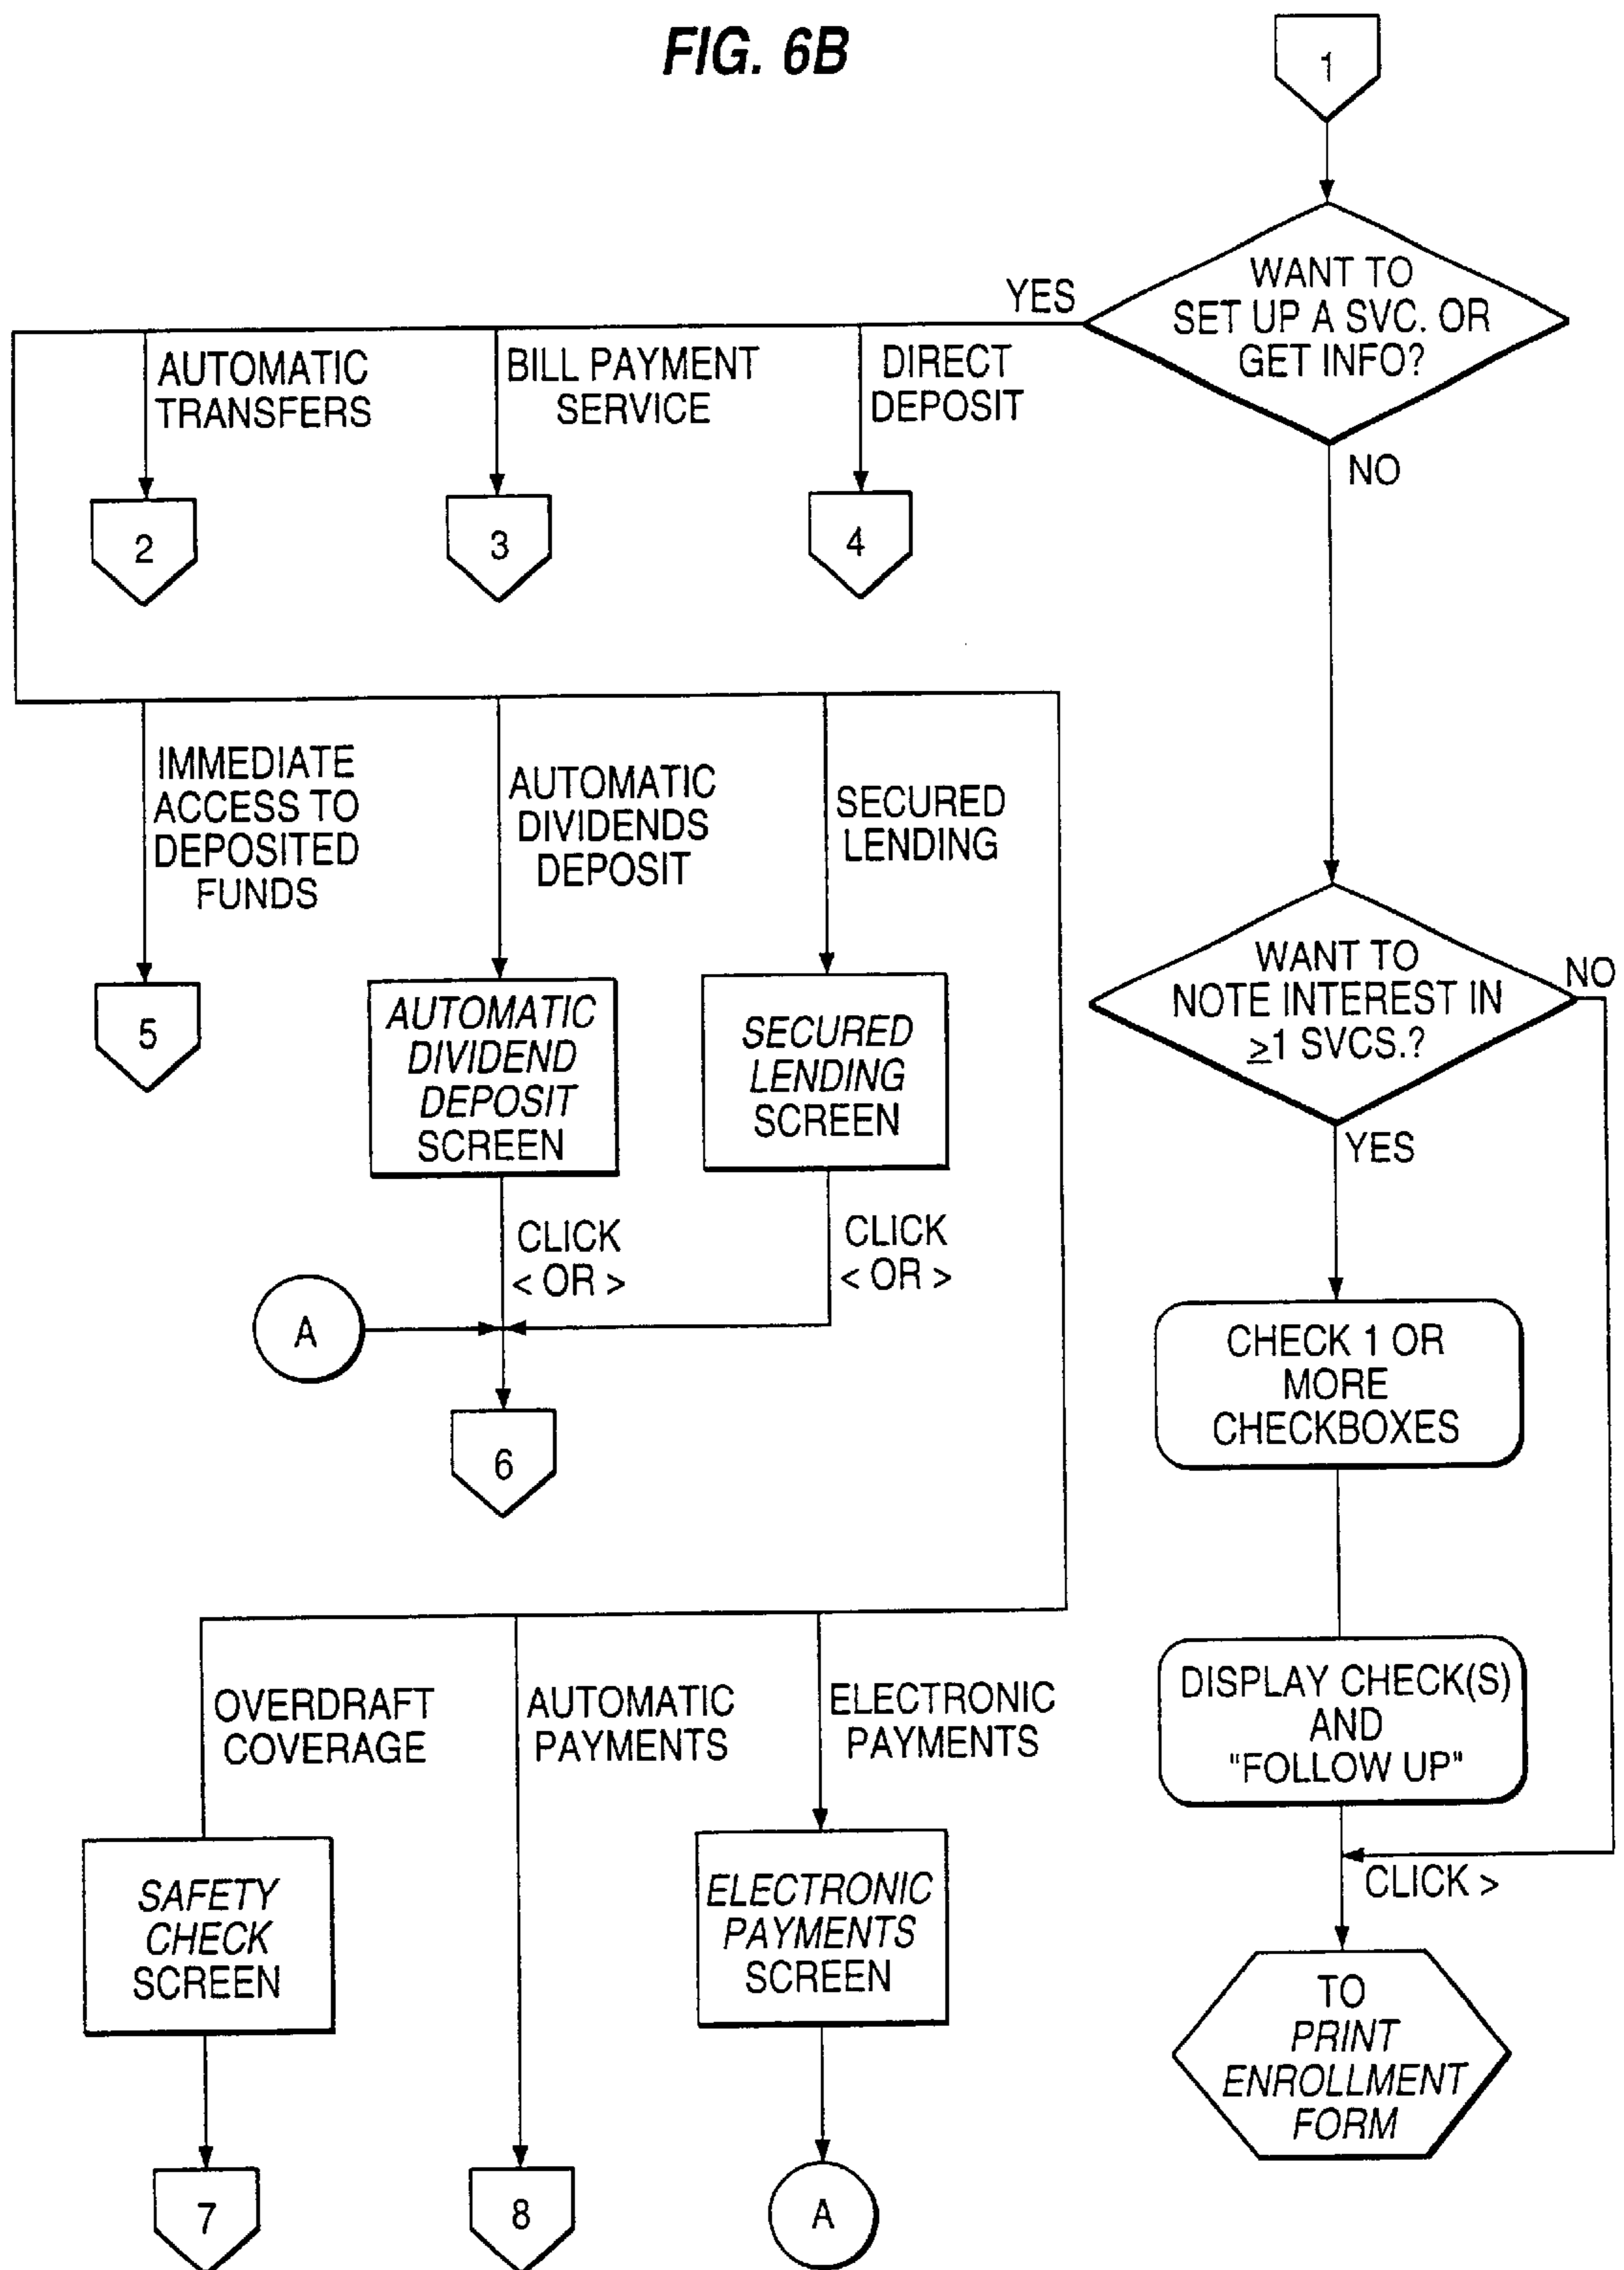 FIG. 6B
1
WANT TO
SET UP A SVC. OR
GET INFO?
YES
NO
AUTOMATIC
TRANSFERS
2
BILL PAYMENT
SERVICE
3
DIRECT
DEPOSIT
4
IMMEDIATE
ACCESS TO
DEPOSITED
FUNDS
5
AUTOMATIC
DIVIDENDS
DEPOSIT
AUTOMATIC
DIVIDEND
DEPOSIT
SCREEN
CLICK
< OR >
SECURED
LENDING
SECURED
LENDING
SCREEN
CLICK
< OR >
A
6
OVERDRAFT
COVERAGE
SAFETY
CHECK
SCREEN
7
AUTOMATIC
PAYMENTS
8
ELECTRONIC
PAYMENTS
ELECTRONIC
PAYMENTS
SCREEN
A
WANT TO
NOTE INTEREST IN
≥1 SVCS.?
NO
YES
CHECK 1 OR
MORE
CHECKBOXES
DISPLAY CHECK(S)
AND
"FOLLOW UP"
CLICK >
TO
PRINT
ENROLLMENT
FORM